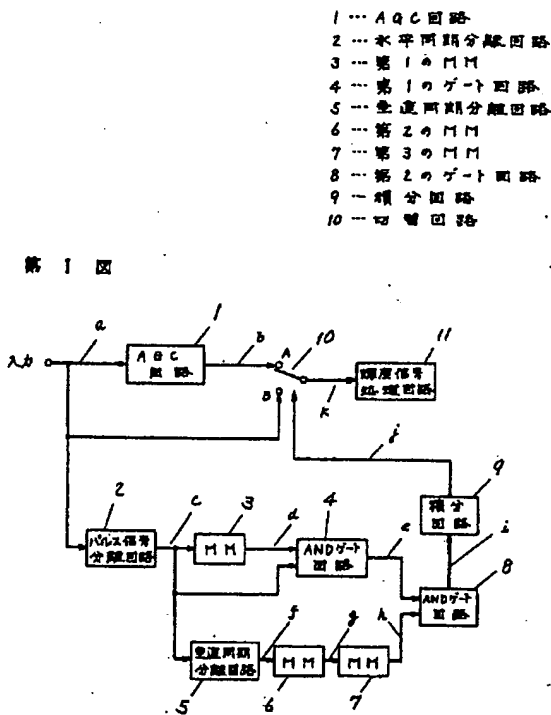 1 … AGC回路
2 … 水平同期分離回路
3 … 第1のMM
4 … 第1のゲート回路
5 … 垂直同期分離回路
6 … 第2のMM
7 … 第3のMM
8 … 第2のゲート回路
9 … 積分回路
10 … 切替回路
第1図
入力
a
AGC
回路
1
b
A
10
B
k
輝度信号
処理回路
11
j
2
パルス信号
分離回路
c
3
MM
d
4
ANDゲート
回路
e
9
積分
回路
i
8
ANDゲート
回路
h
垂直同期
分離回路
5
f
MM
6
g
MM
7